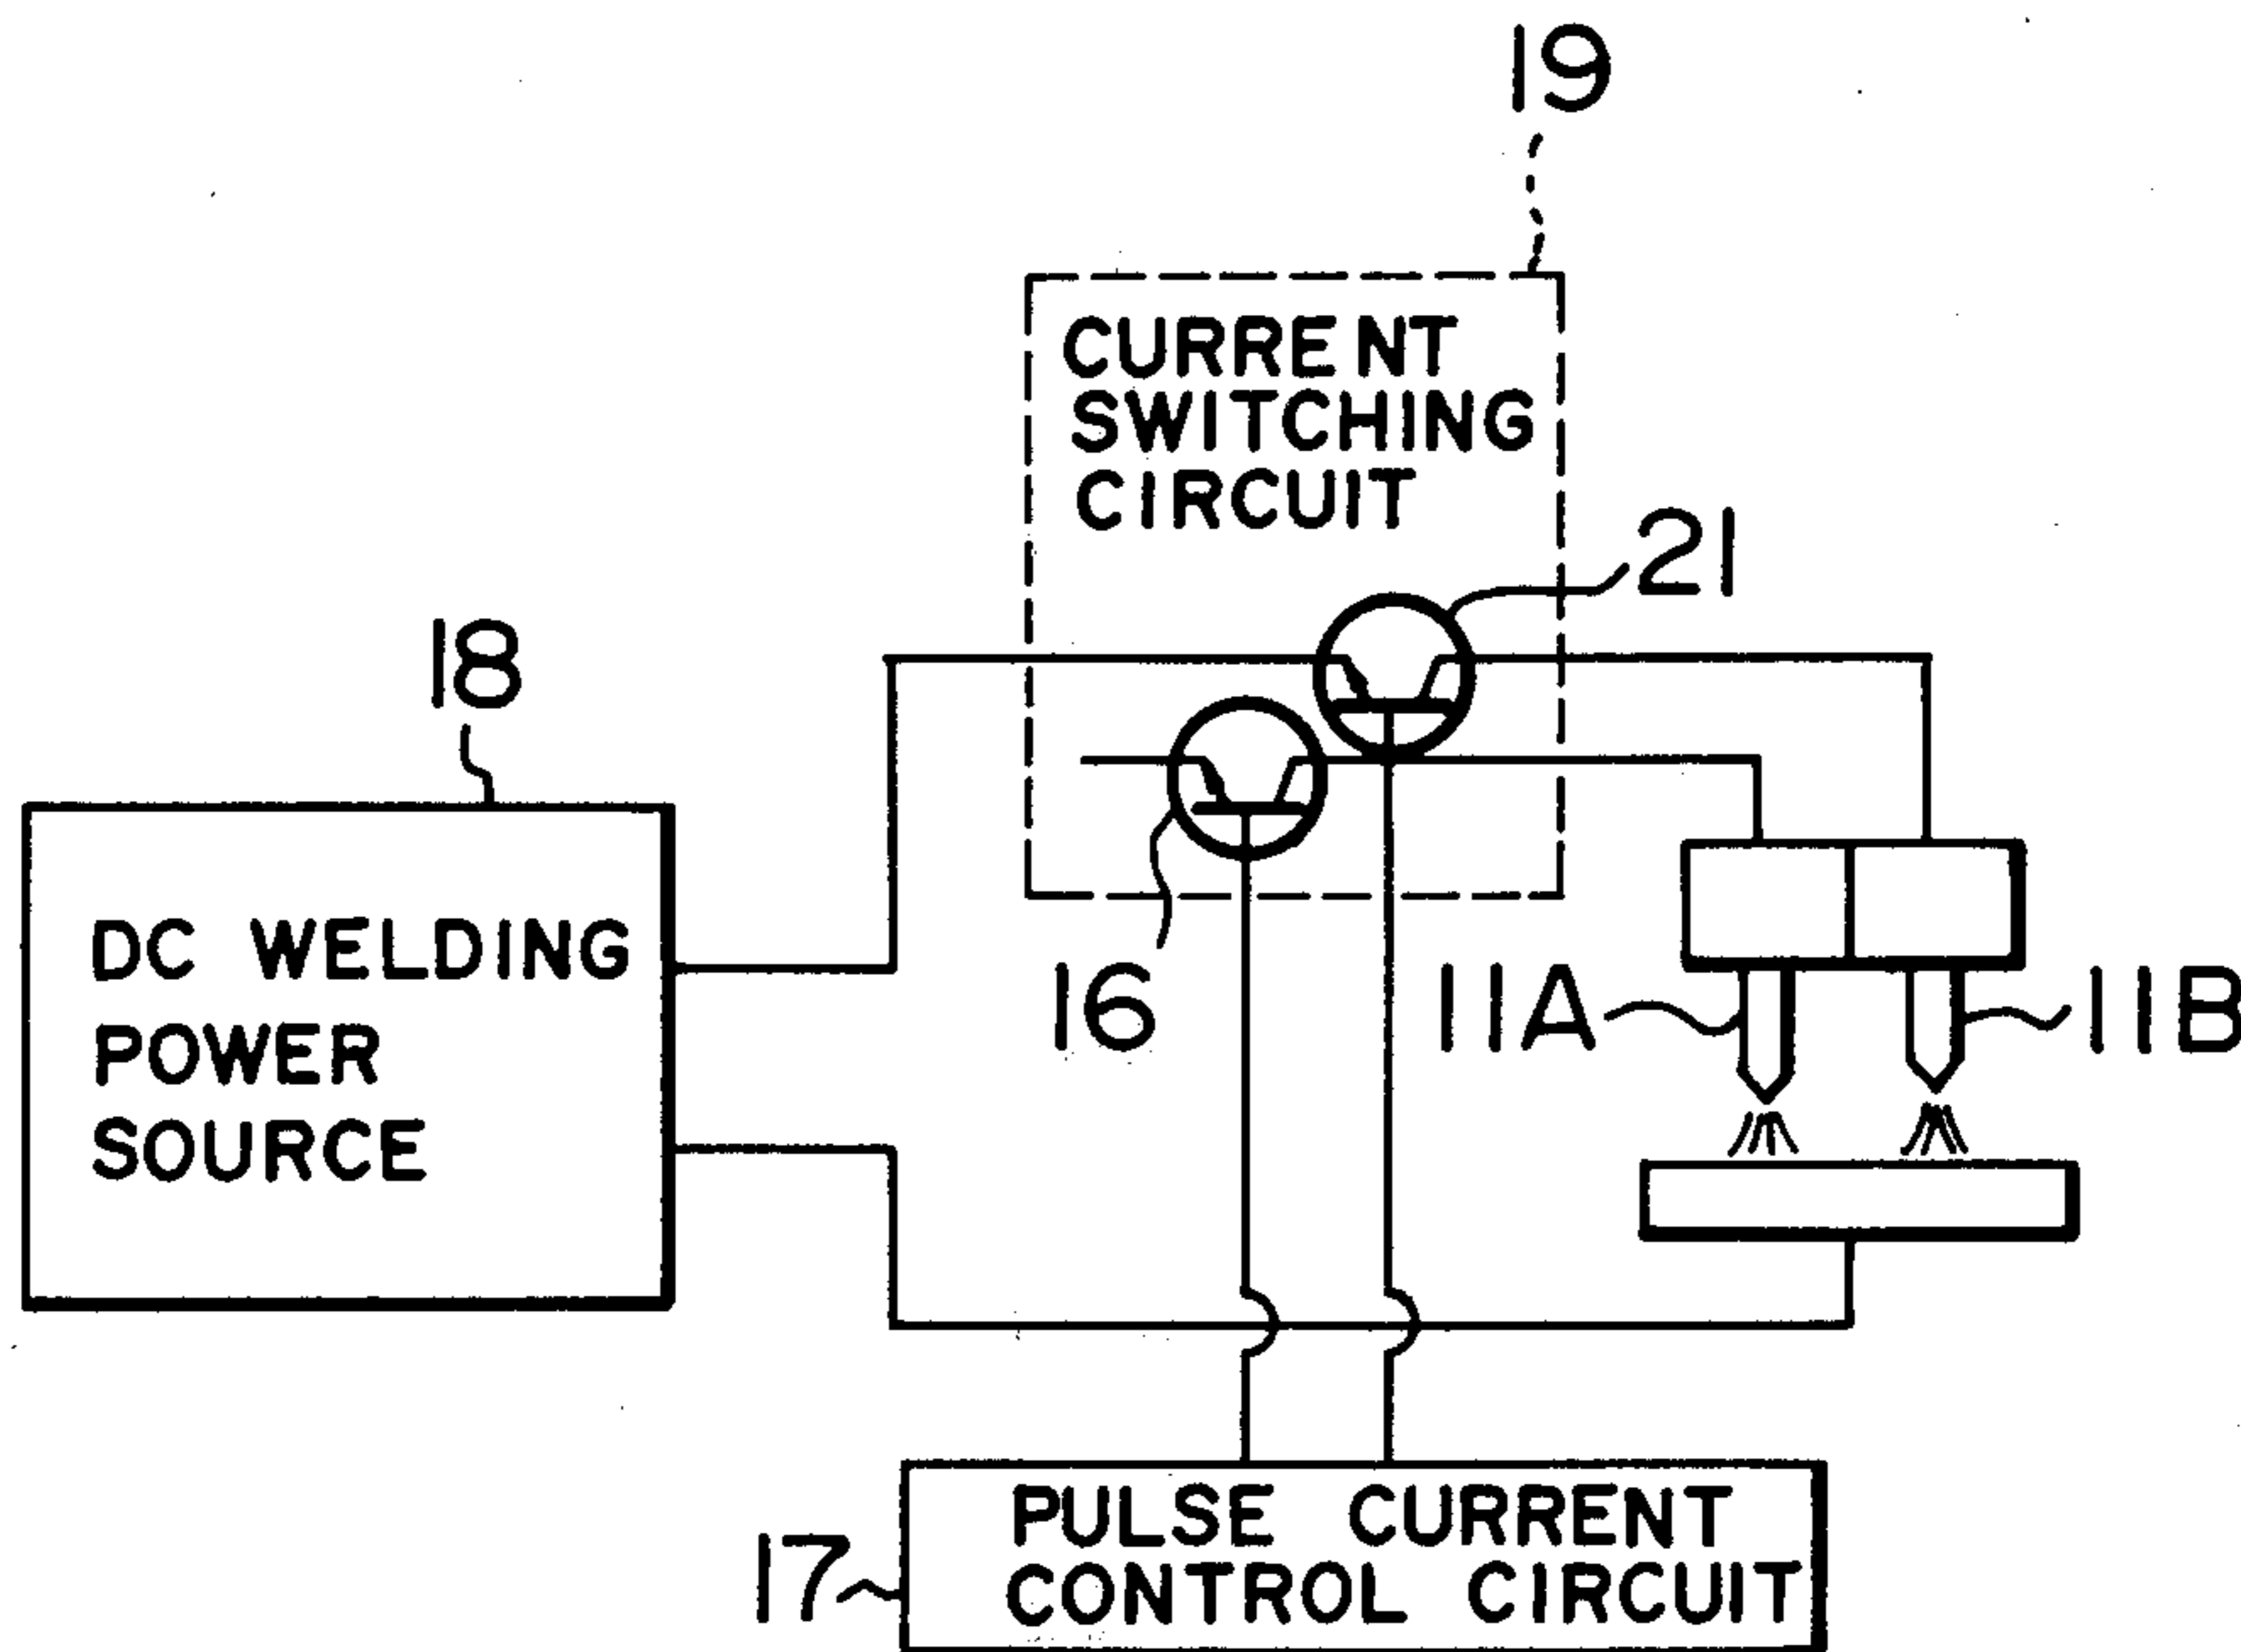 19
CURRENT
SWITCHING
CIRCUIT
21
18
DC WELDING
POWER
SOURCE
16
11A
11B
17
PULSE CURRENT
CONTROL CIRCUIT